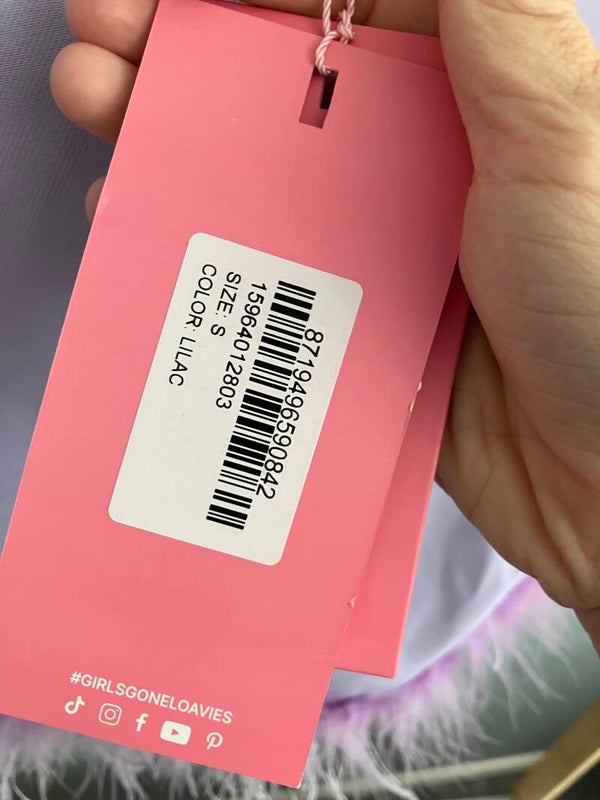 8719496590842
15964012803
SIZE: S
COLOR: LILAC
#GIRLSGONELOAVIES